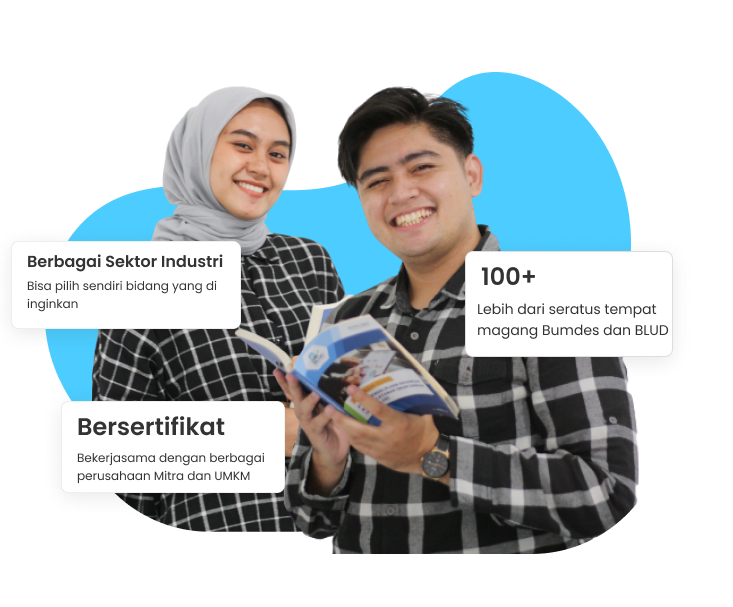 Berbagai Sektor Industri
Bisa pilih sendiri bidang yang di
inginkan
100+
Lebih dari seratus tempat
magang Bumdes dan BLUD
Bersertifikat
Bekerjasama dengan berbagai
perusahaan Mitra dan UMKM